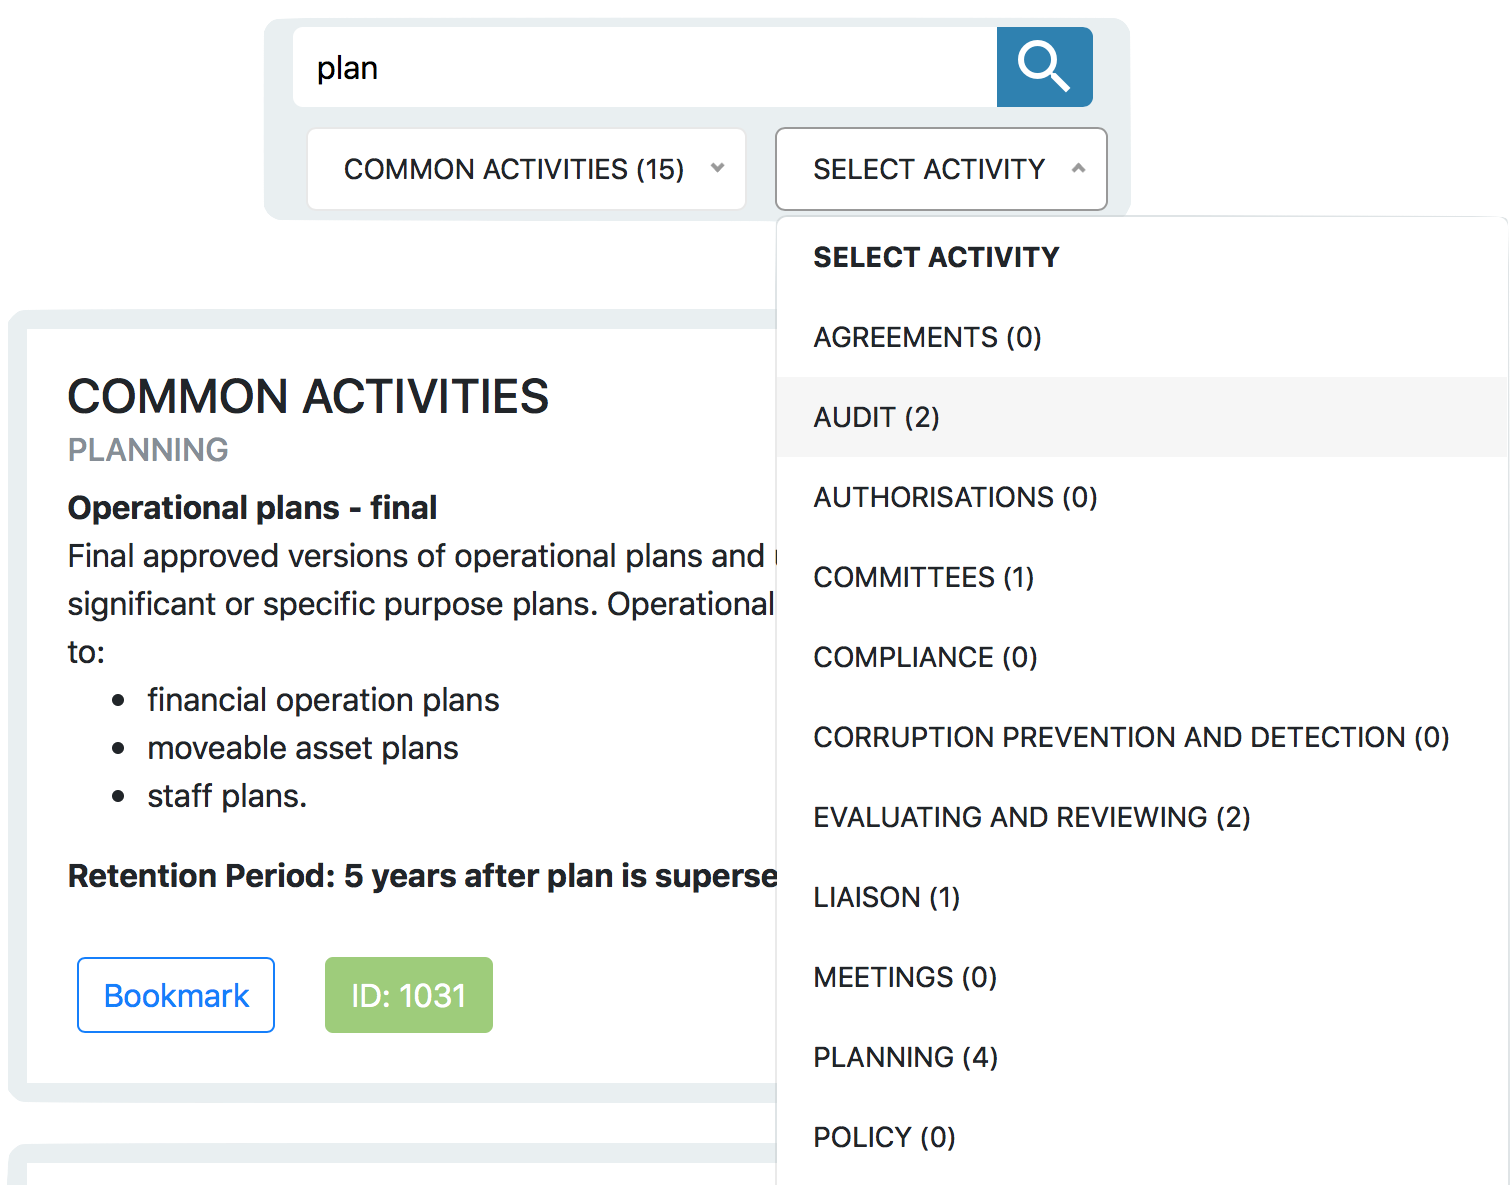 plan
COMMON ACTIVITIES (15)
SELECT ACTIVITY
SELECT ACTIVITY
AGREEMENTS (0)
AUDIT (2)
AUTHORISATIONS (0)
COMMITTEES (1)
COMPLIANCE (0)
CORRUPTION PREVENTION AND DETECTION (0)
EVALUATING AND REVIEWING (2)
LIAISON (1)
MEETINGS (0)
PLANNING (4)
POLICY (0)
COMMON ACTIVITIES
PLANNING
Operational plans - final
Final approved versions of operational plans and
significant or specific purpose plans. Operational
to:
• financial operation plans
• moveable asset plans
• staff plans.
Retention Period: 5 years after plan is superse
Bookmark
ID: 1031